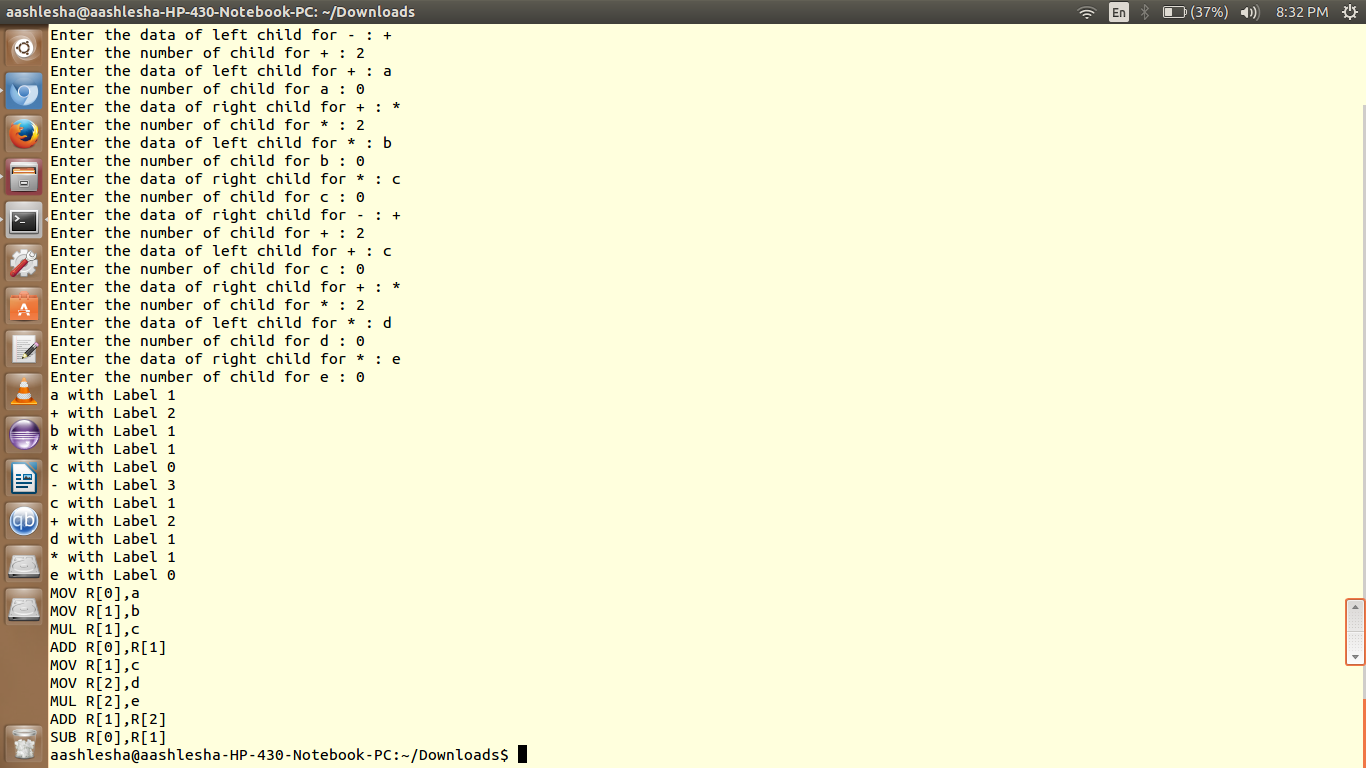 aashlesha@aashlesha-HP-430-Notebook-PC: ~/Downloads En (37%) 8:32 PM
Enter the data of left child for - : +
Enter the number of child for + : 2
Enter the data of left child for + : a
Enter the number of child for a : 0
Enter the data of right child for + : *
Enter the number of child for * : 2
Enter the data of left child for * : b
Enter the number of child for b : 0
Enter the data of right child for * : c
Enter the number of child for c : 0
Enter the data of right child for - : +
Enter the number of child for + : 2
Enter the data of left child for + : c
Enter the number of child for c : 0
Enter the data of right child for + : *
Enter the number of child for * : 2
Enter the data of left child for * : d
Enter the number of child for d : 0
Enter the data of right child for * : e
Enter the number of child for e : 0
a with Label 1
+ with Label 2
b with Label 1
* with Label 1
c with Label 0
- with Label 3
c with Label 1
+ with Label 2
d with Label 1
* with Label 1
e with Label 0
MOV R[0],a
MOV R[1],b
MUL R[1],c
ADD R[0],R[1]
MOV R[1],c
MOV R[2],d
MUL R[2],e
ADD R[1],R[2]
SUB R[0],R[1]
aashlesha@aashlesha-HP-430-Notebook-PC:~/Downloads$
qb